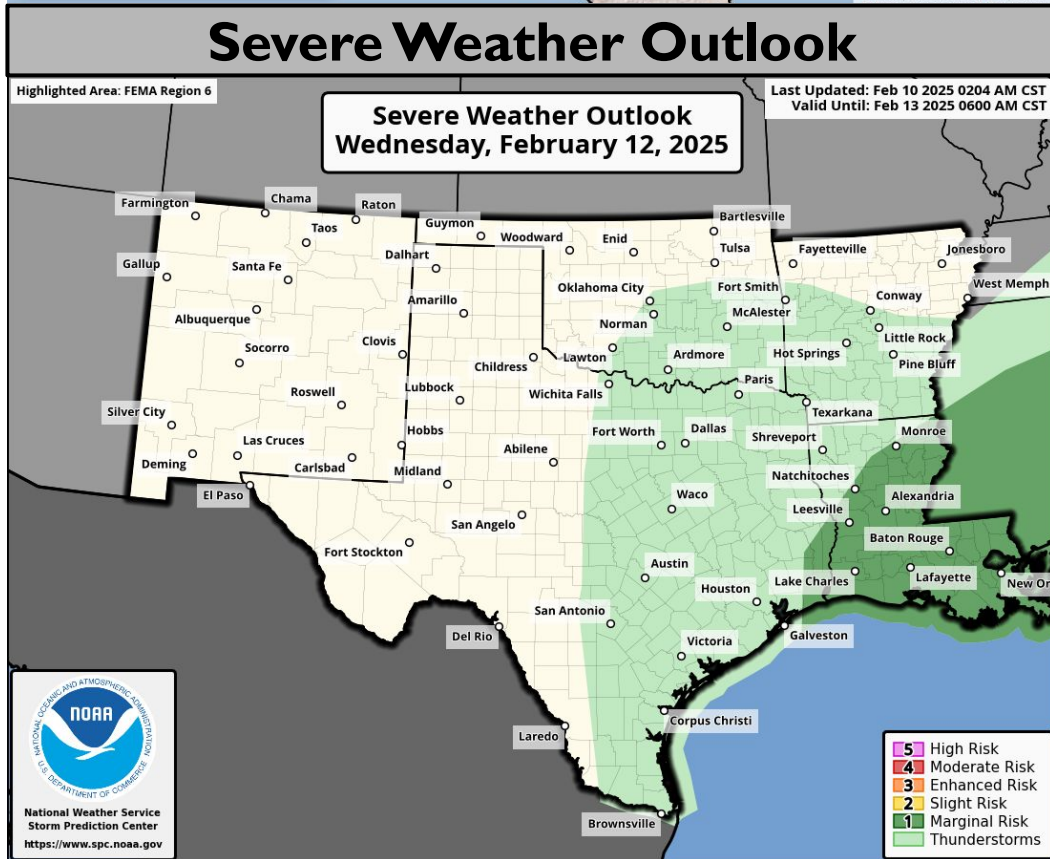 Severe Weather Outlook
Highlighted Area: FEMA Region 6
Last Updated: Feb 10 2025 0204 AM CST
Valid Until: Feb 13 2025 0600 AM CST
Severe Weather Outlook
Wednesday, February 12, 2025
Farmington
Chama
Raton
Taos
Guymon
Woodward
Enid
Bartlesville
Tulsa
Fayetteville
Jonesboro
Gallup
Santa Fe
Dalhart
Oklahoma City
Fort Smith
Conway
West Memph
Albuquerque
Amarillo
Norman
McAlester
Little Rock
Socorro
Clovis
Childress
Lawton
Ardmore
Hot Springs
Pine Bluff
Roswell
Lubbock
Wichita Falls
Paris
Texarkana
Silver City
Las Cruces
Hobbs
Abilene
Fort Worth
Dallas
Shreveport
Monroe
Deming
Carlsbad
Midland
Natchitoches
El Paso
Waco
Alexandria
San Angelo
Leesville
Fort Stockton
Baton Rouge
Austin
Lake Charles
Lafayette
New Or
Houston
San Antonio
Del Rio
Victoria
Galveston
Laredo
Corpus Christi
Brownsville
NATIONAL OCEANIC AND ATMOSPHERIC ADMINISTRATION
NOAA
U.S. DEPARTMENT OF COMMERCE
National Weather Service
Storm Prediction Center
https://www.spc.noaa.gov
5 High Risk
4 Moderate Risk
3 Enhanced Risk
2 Slight Risk
1 Marginal Risk
Thunderstorms